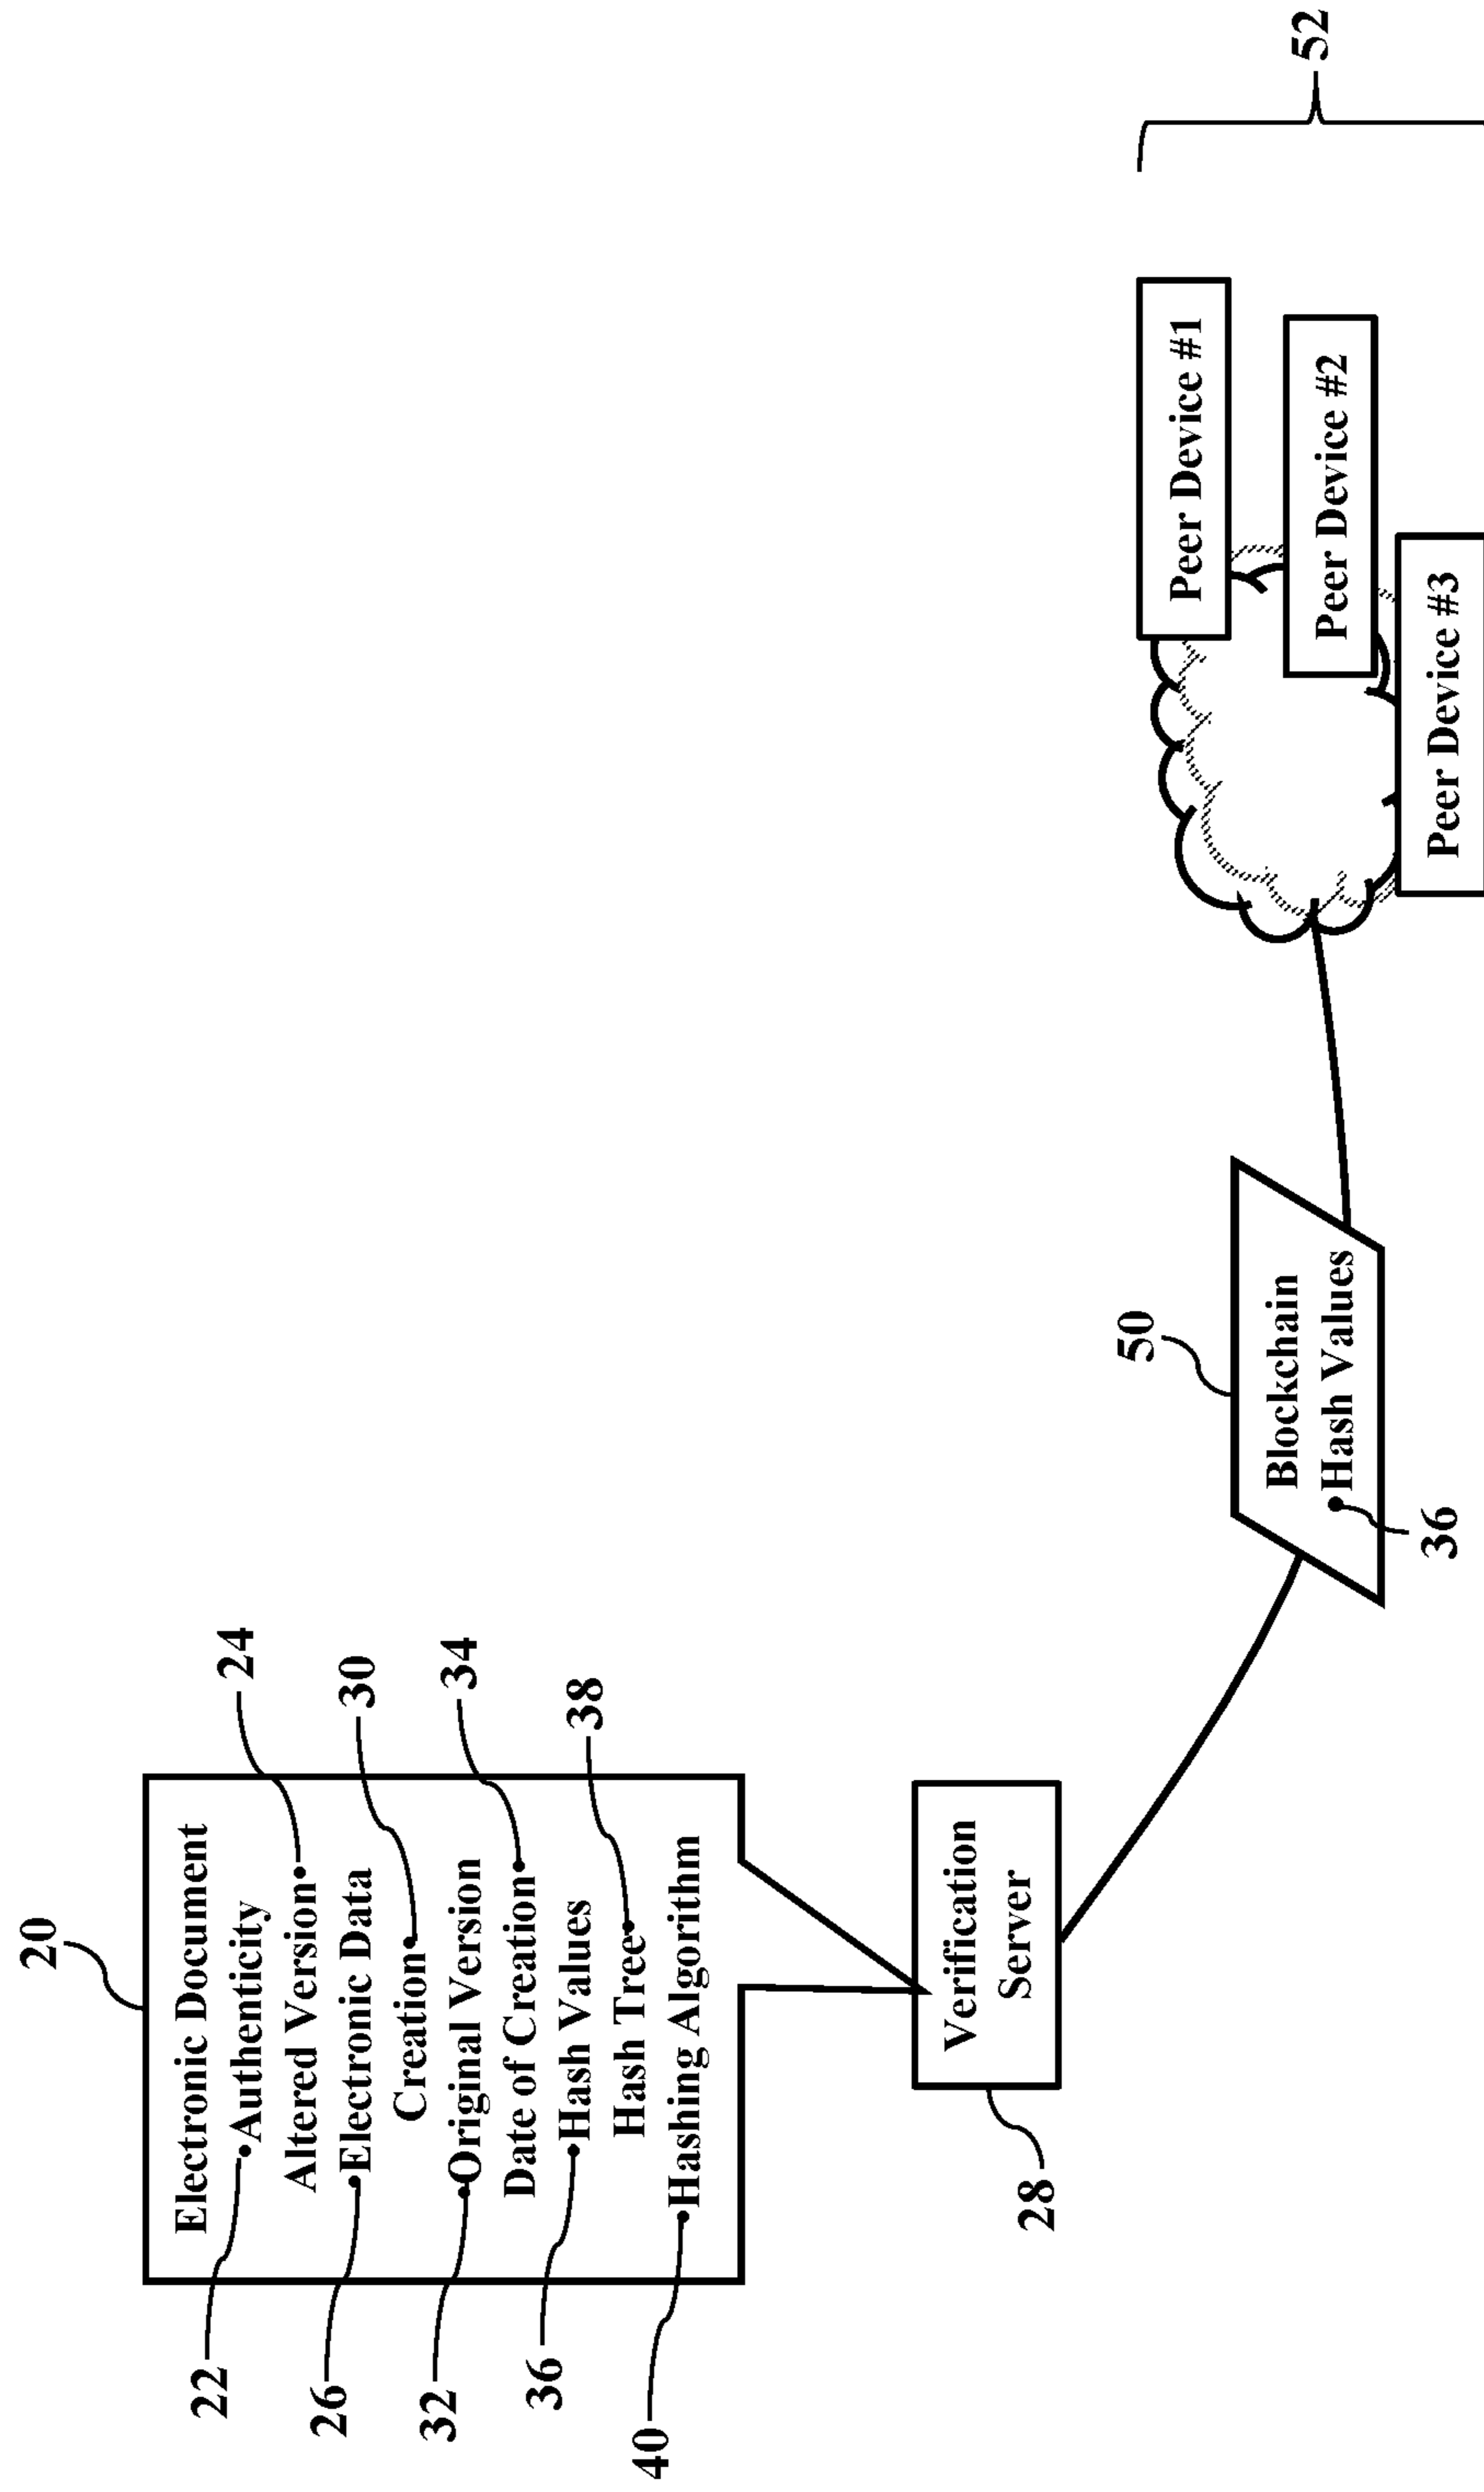 20
Electronic Document
22
Authenticity
24
Altered Version
26
Electronic Data
30
Creation
32
Original Version
34
Date of Creation
36
Hash Values
38
Hash Tree
40
Hashing Algorithm
28
Verification
Server
50
Blockchain
Hash Values
36
Peer Device #1
Peer Device #2
Peer Device #3
52